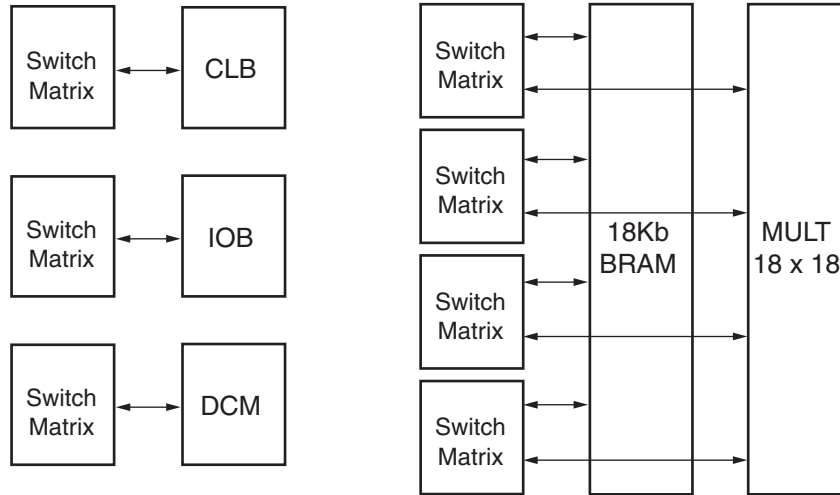 Switch
Matrix
CLB
Switch
Matrix
IOB
Switch
Matrix
DCM
Switch
Matrix
Switch
Matrix
Switch
Matrix
Switch
Matrix
18Kb
BRAM
MULT
18 x 18